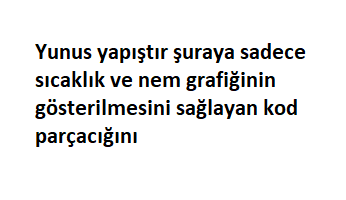 Yunus yapıştır şuraya sadece
sıcaklık ve nem grafiğinin
gösterilmesini sağlayan kod
parçacığını